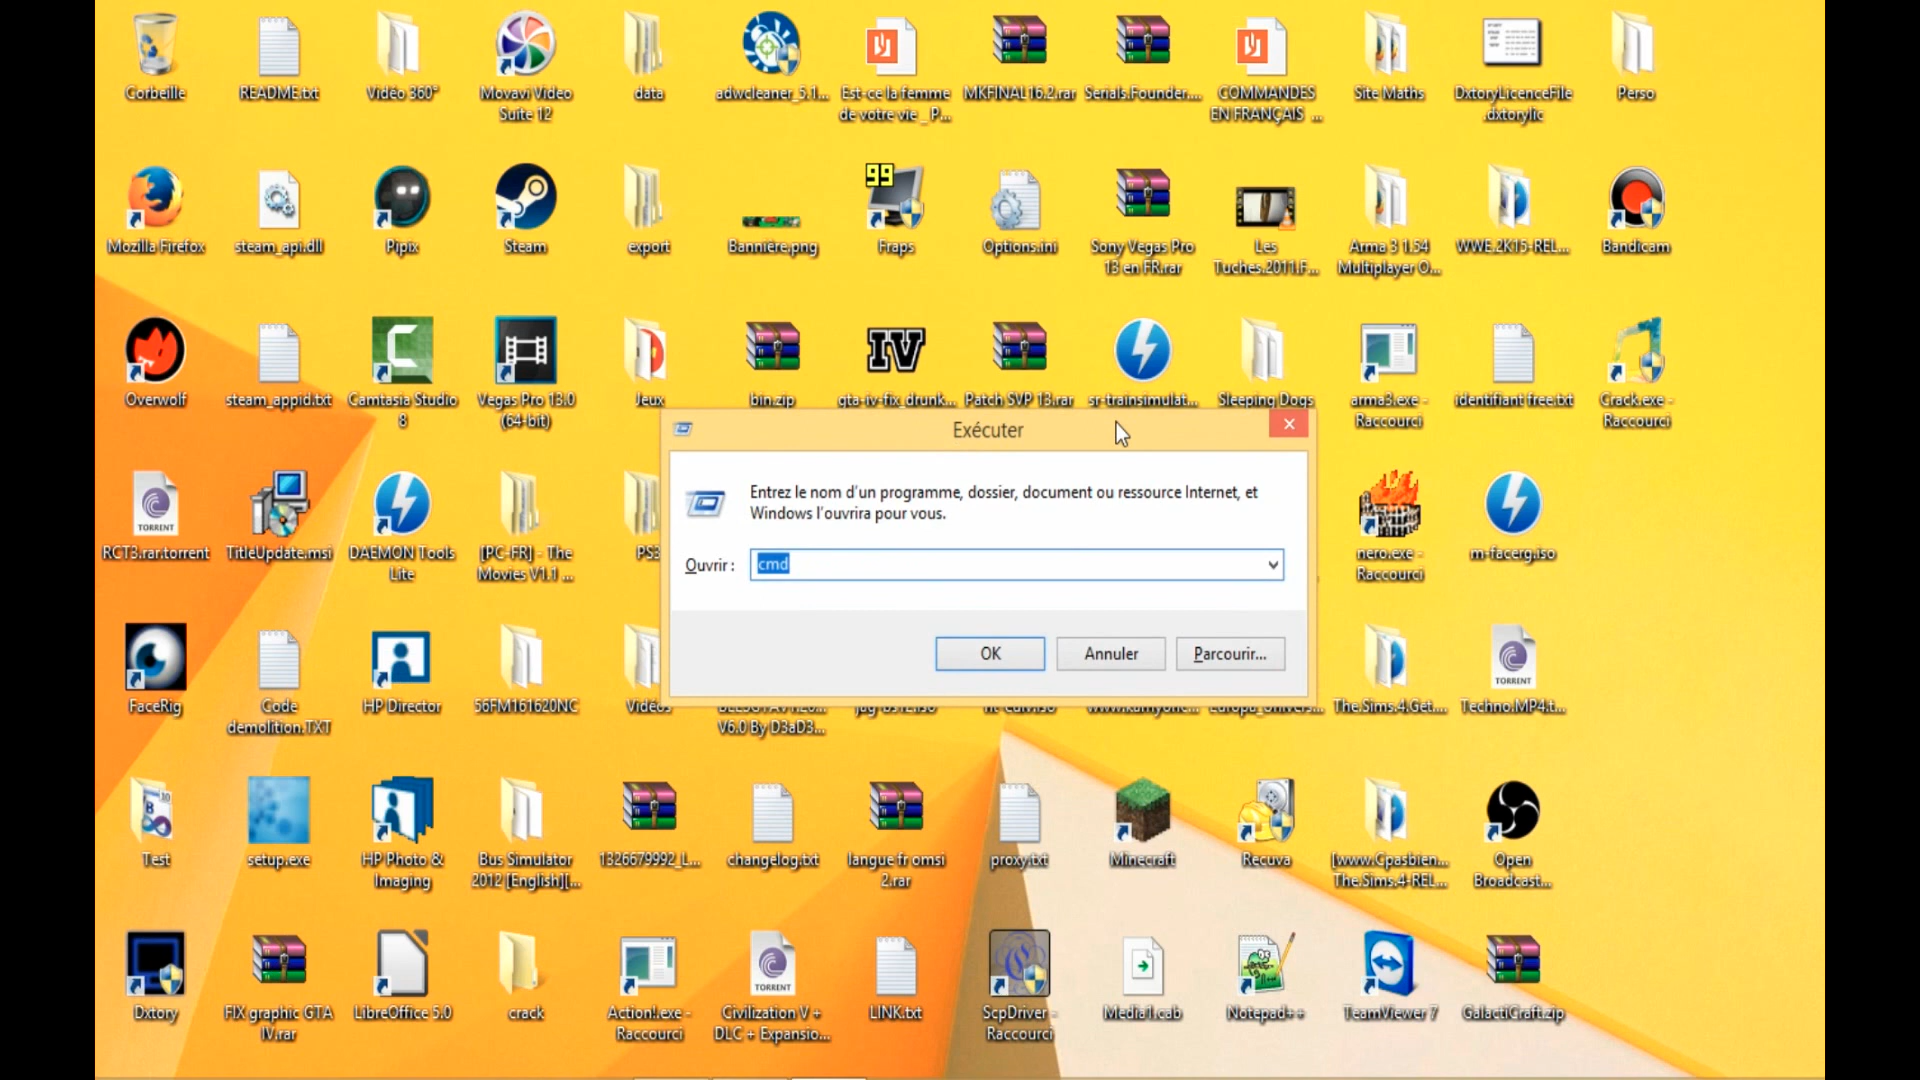 Corbeille
README.txt
Vidéo 360°
Movavi Video
Suite 12
data
adwcleaner_5.1...
Est-ce la femme
de votre vie _ P...
MKFINAL16.2.rar
Serials.Founder....
COMMANDES
EN FRANÇAIS ...
Site Maths
DxtoryLicenceFile
.dxtorylic
Perso
Mozilla Firefox
steam_api.dll
Pipix
Steam
export
Bannière.png
99
Fraps
Options.ini
Sony Vegas Pro
13 en FR.rar
Les
Tuches.2011.F...
Arma 3 1.54
Multiplayer O...
WWE.2K15-REL...
Bandicam
Overwolf
steam_appid.txt
Camtasia Studio
8
Vegas Pro 13.0
(64-bit)
Jeux
bin.zip
IV
gta-iv-fix_drunk...
Patch SVP 13.rar
sr-trainsimulat...
Sleeping Dogs
arma3.exe -
Raccourci
identifiant free.txt
Crack.exe -
Raccourci
Exécuter
Entrez le nom d'un programme, dossier, document ou ressource Internet, et
Windows l'ouvrira pour vous.
Ouvrir :
cmd
OK
Annuler
Parcourir...
TORRENT
RCT3.rar.torrent
TitleUpdate.msi
DAEMON Tools
Lite
[PC-FR] - The
Movies V1.1 ...
PS3
nero.exe -
Raccourci
m-facerg.iso
FaceRig
Code
demolition.TXT
HP Director
56FM161620NC
Vidéos
V6.0 By D3aD3...
The.Sims.4.Get...
TORRENT
Techno.MP4.t...
Test
setup.exe
HP Photo &
Imaging
Bus Simulator
2012 [English][...
1326679992_L...
changelog.txt
langue fr omsi
2.rar
proxy.txt
Minecraft
Recuva
[www.Cpasbien...
The.Sims.4-REL...
Open
Broadcast...
Dxtory
FIX graphic GTA
IV.rar
LibreOffice 5.0
crack
Action!.exe -
Raccourci
TORRENT
Civilization V +
DLC + Expansio...
LINK.txt
ScpDriver -
Raccourci
Media1.cab
Notepad++
TeamViewer 7
GalactiCraft.zip